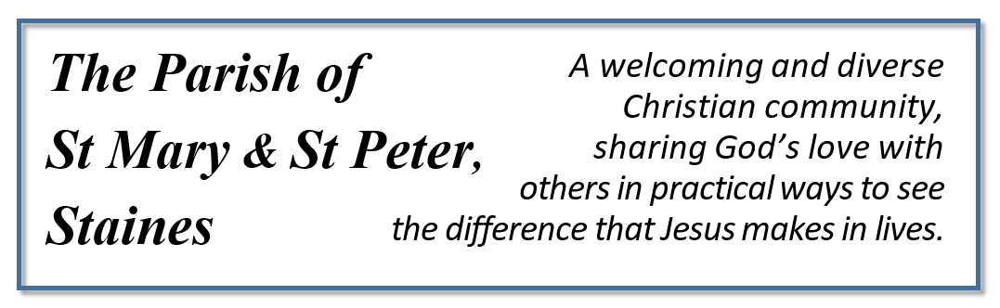 The Parish of
St Mary & St Peter,
Staines
A welcoming and diverse
Christian community,
sharing God’s love with
others in practical ways to see
the difference that Jesus makes in lives.